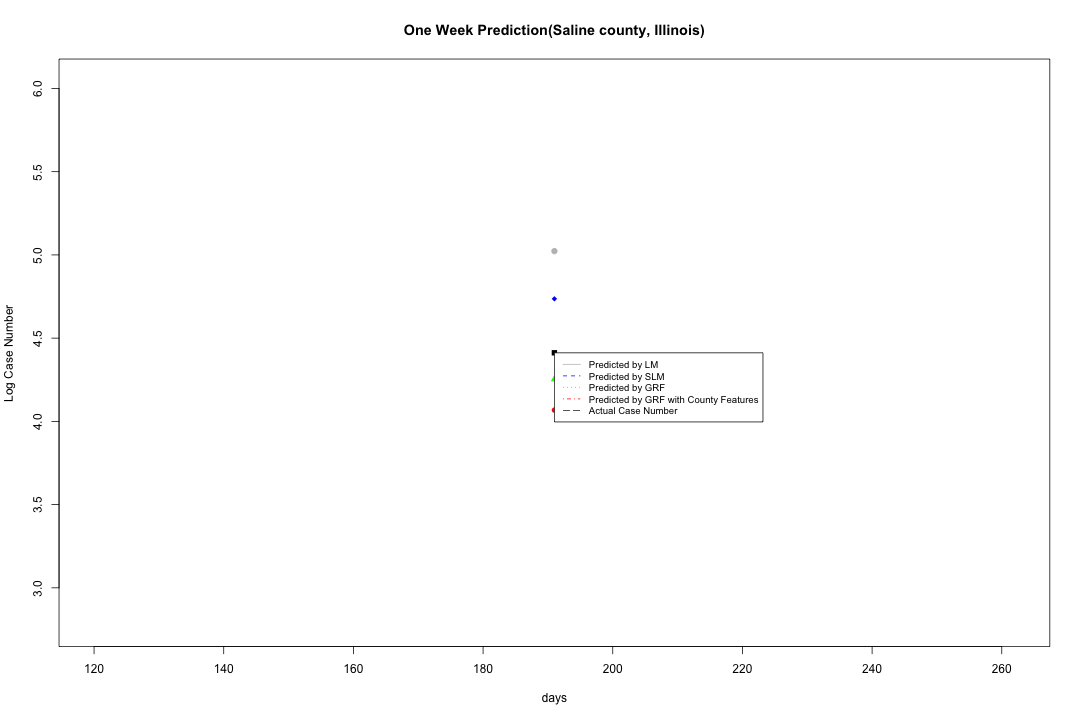 One Week Prediction(Saline county, Illinois)
6.0
5.5
5.0
4.5
4.0
3.5
3.0
Log Case Number
Predicted by LM
Predicted by SLM
Predicted by GRF
Predicted by GRF with County Features
Actual Case Number
120 140 160 180 200 220 240 260
days